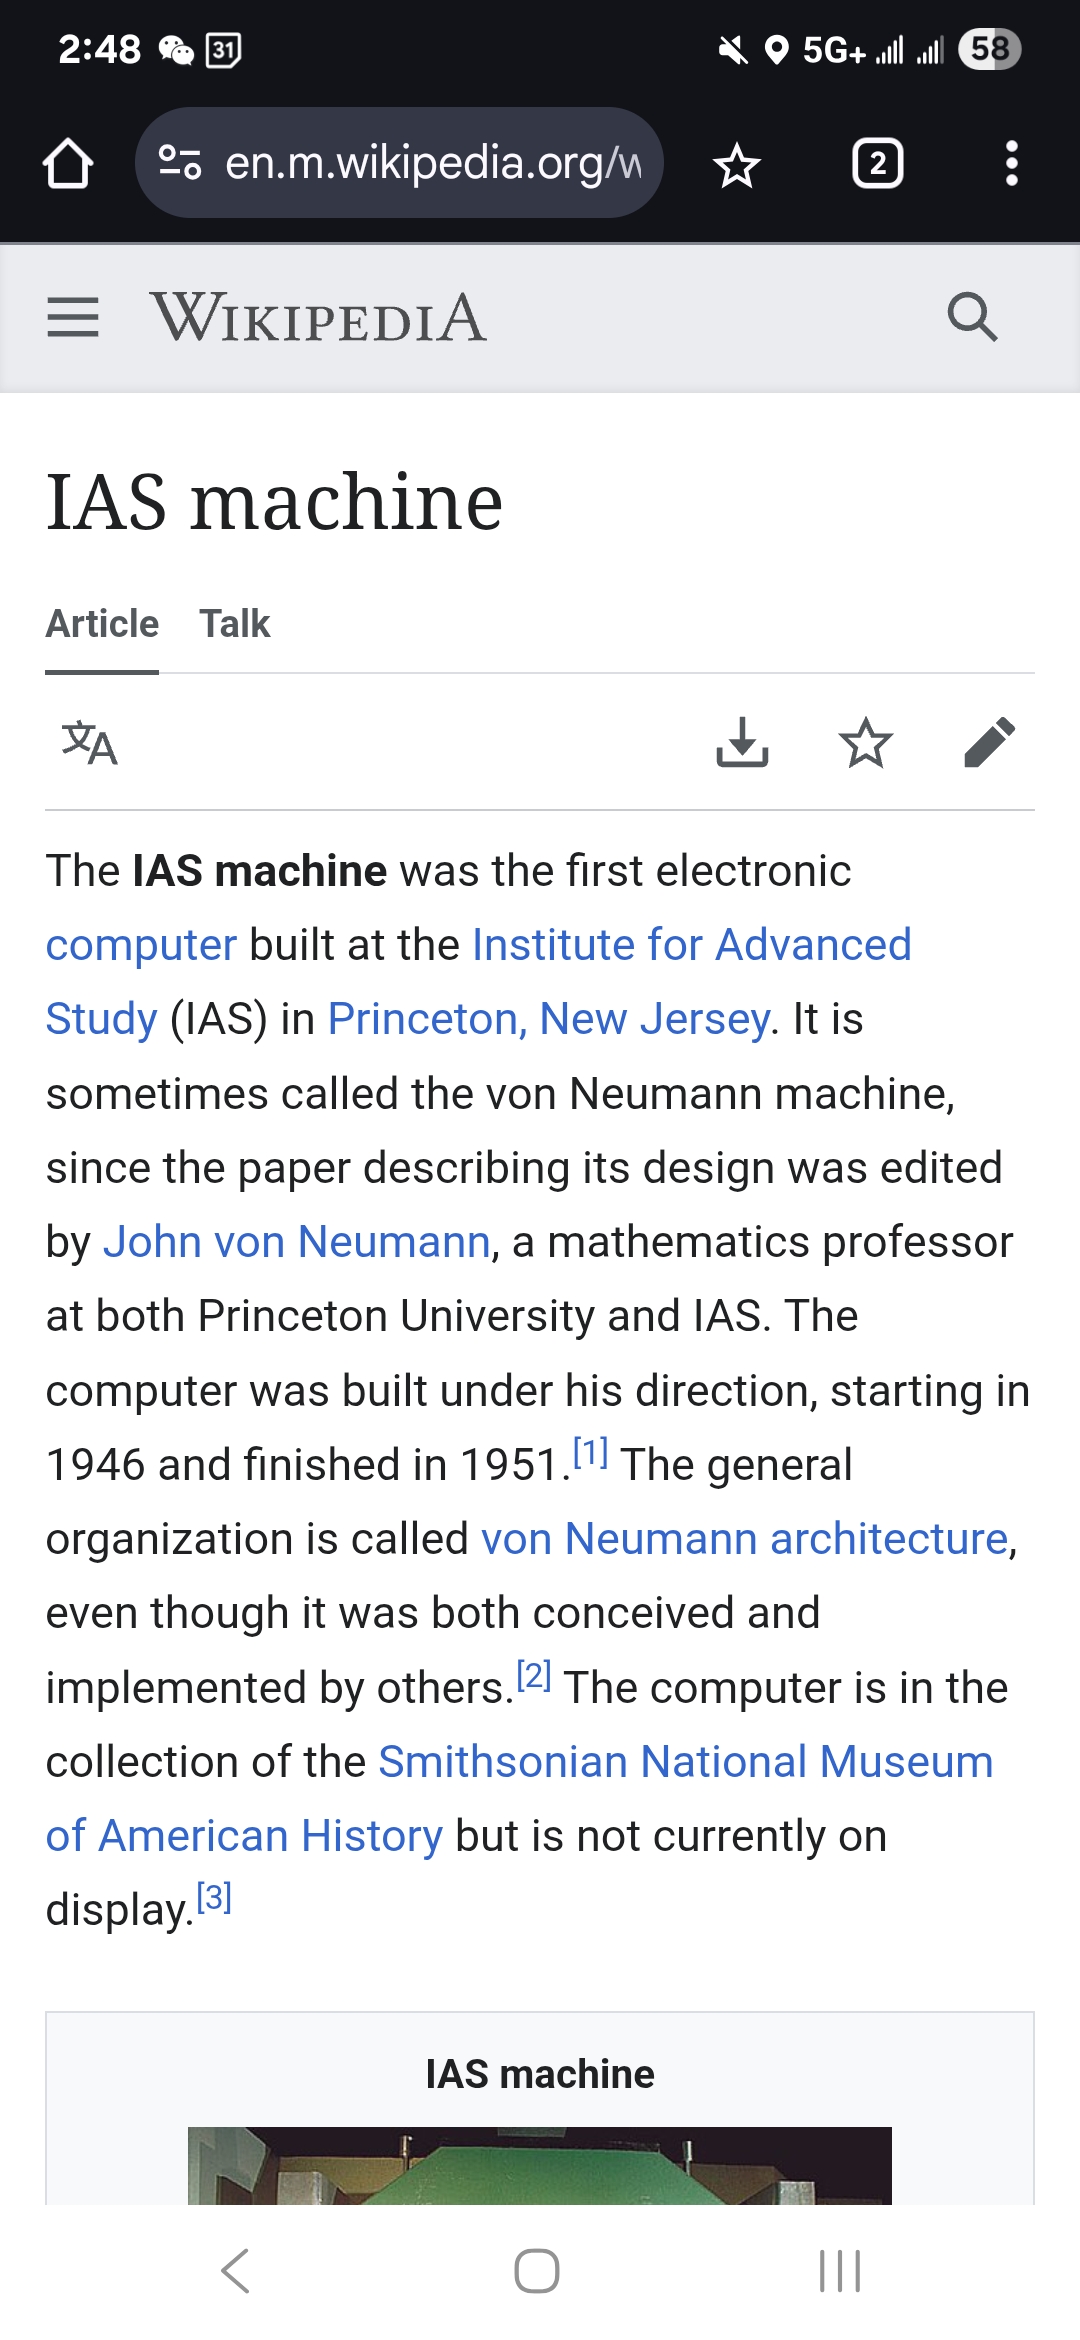 2:48 31 5G+ 58
en.m.wikipedia.org/w 2
WIKIPEDIA
IAS machine
Article Talk
文A
The IAS machine was the first electronic
computer built at the Institute for Advanced
Study (IAS) in Princeton, New Jersey. It is
sometimes called the von Neumann machine,
since the paper describing its design was edited
by John von Neumann, a mathematics professor
at both Princeton University and IAS. The
computer was built under his direction, starting in
1946 and finished in 1951.[1] The general
organization is called von Neumann architecture,
even though it was both conceived and
implemented by others.[2] The computer is in the
collection of the Smithsonian National Museum
of American History but is not currently on
display.[3]
IAS machine